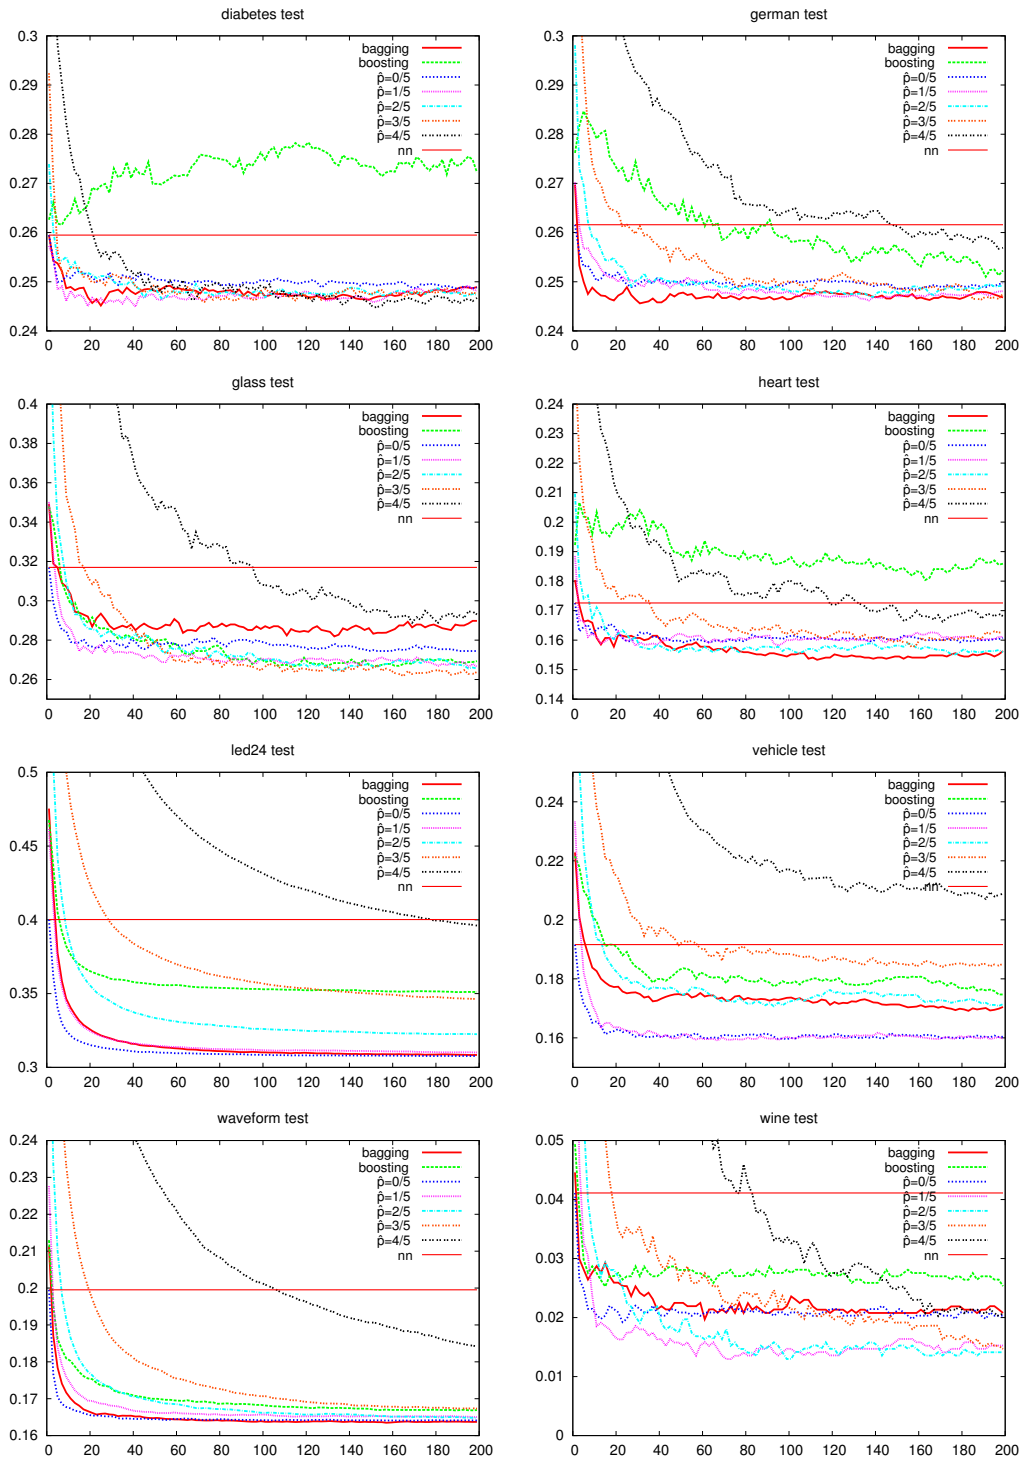 diabetes test
0.3
0.29
0.28
0.27
0.26
0.25
0.24
0 20 40 60 80 100 120 140 160 180 200
bagging
boosting
p̂=0/5
p̂=1/5
p̂=2/5
p̂=3/5
p̂=4/5
nn
german test
0.3
0.29
0.28
0.27
0.26
0.25
0.24
0 20 40 60 80 100 120 140 160 180 200
bagging
boosting
p̂=0/5
p̂=1/5
p̂=2/5
p̂=3/5
p̂=4/5
nn
glass test
0.4
0.38
0.36
0.34
0.32
0.3
0.28
0.26
0 20 40 60 80 100 120 140 160 180 200
bagging
boosting
p̂=0/5
p̂=1/5
p̂=2/5
p̂=3/5
p̂=4/5
nn
heart test
0.24
0.23
0.22
0.21
0.2
0.19
0.18
0.17
0.16
0.15
0.14
0 20 40 60 80 100 120 140 160 180 200
bagging
boosting
p̂=0/5
p̂=1/5
p̂=2/5
p̂=3/5
p̂=4/5
nn
led24 test
0.5
0.45
0.4
0.35
0.3
0 20 40 60 80 100 120 140 160 180 200
bagging
boosting
p̂=0/5
p̂=1/5
p̂=2/5
p̂=3/5
p̂=4/5
nn
vehicle test
0.24
0.22
0.2
0.18
0.16
0 20 40 60 80 100 120 140 160 180 200
bagging
boosting
p̂=0/5
p̂=1/5
p̂=2/5
p̂=3/5
p̂=4/5
nn
waveform test
0.24
0.23
0.22
0.21
0.2
0.19
0.18
0.17
0.16
0 20 40 60 80 100 120 140 160 180 200
bagging
boosting
p̂=0/5
p̂=1/5
p̂=2/5
p̂=3/5
p̂=4/5
nn
wine test
0.05
0.04
0.03
0.02
0.01
0
0 20 40 60 80 100 120 140 160 180 200
bagging
boosting
p̂=0/5
p̂=1/5
p̂=2/5
p̂=3/5
p̂=4/5
nn